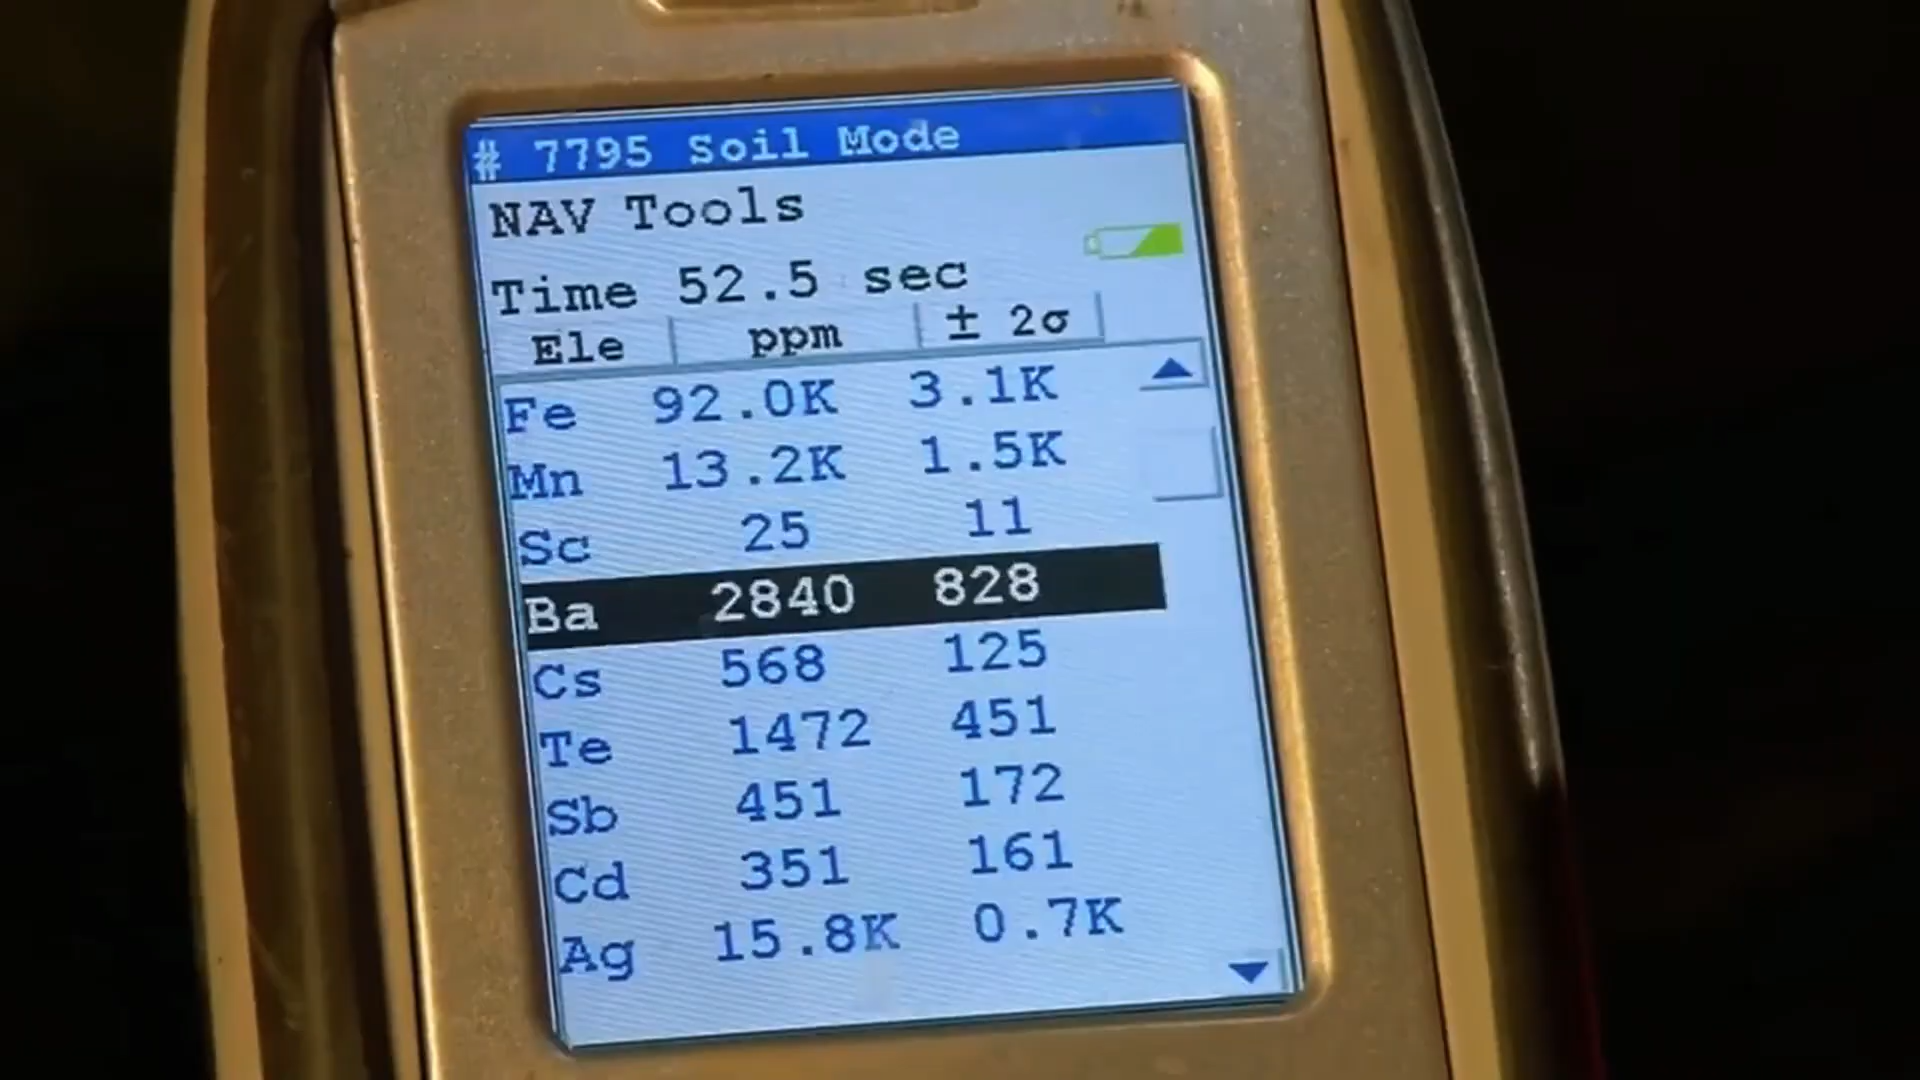 # 7795 Soil Mode
NAV Tools
Time 52.5 sec
Ele ppm ± 2σ
Fe 92.0K 3.1K
Mn 13.2K 1.5K
Sc 25 11
Ba 2840 828
Cs 568 125
Te 1472 451
Sb 451 172
Cd 351 161
Ag 15.8K 0.7K